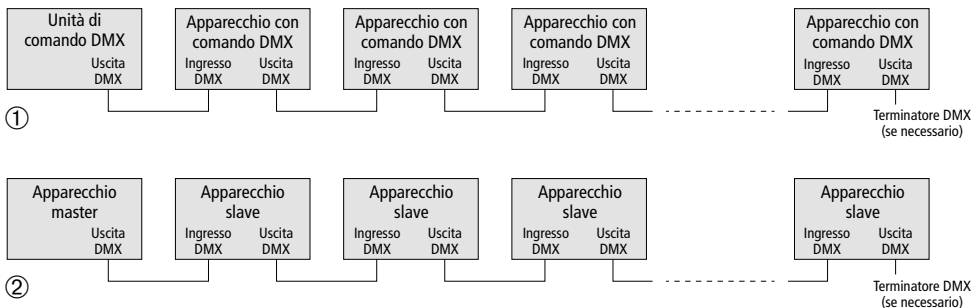 Unità di
comando DMX
Uscita
DMX
Apparecchio con
comando DMX
Ingresso Uscita
DMX DMX
Apparecchio con
comando DMX
Ingresso Uscita
DMX DMX
Apparecchio con
comando DMX
Ingresso Uscita
DMX DMX
Apparecchio con
comando DMX
Ingresso Uscita
DMX DMX
①
Terminatore DMX
(se necessario)
Apparecchio
master
Uscita
DMX
Apparecchio
slave
Ingresso Uscita
DMX DMX
Apparecchio
slave
Ingresso Uscita
DMX DMX
Apparecchio
slave
Ingresso Uscita
DMX DMX
Apparecchio
slave
Ingresso Uscita
DMX DMX
②
Terminatore DMX
(se necessario)